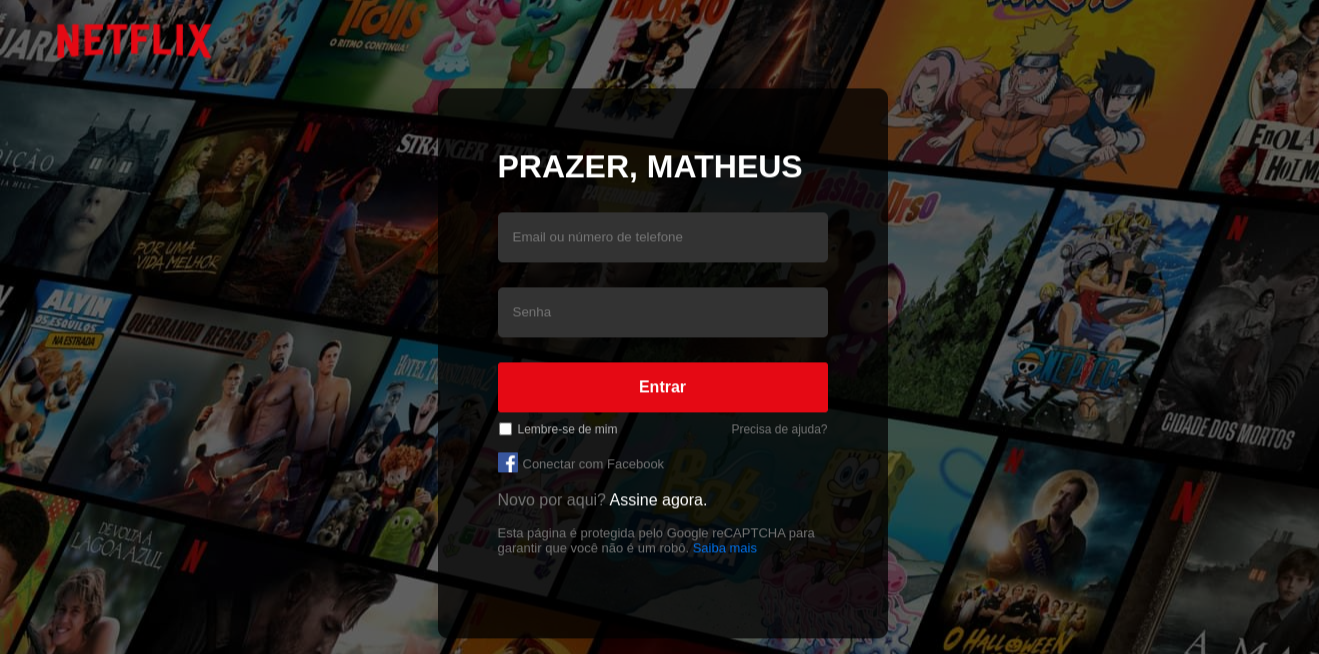 NETFLIX
Trolls
O RITMO CONTINUA!
STRANGER THINGS
ENOLA
HOLMES
POR UMA
VIDA MELHOR
Masha e o Urso
ALVIN
E
OS ESQUILOS
NA ESTRADA
QUEBRANDO REGRAS 2
ONE PIECE
CIDADE DOS MORTOS
DE VOLTA À
LAGOA AZUL
O HALLOWEEN
PRAZER, MATHEUS
Email ou número de telefone
Senha
Entrar
Lembre-se de mim
Precisa de ajuda?
Conectar com Facebook
Novo por aqui? Assine agora.
Esta página é protegida pelo Google reCAPTCHA para
garantir que você não é um robô. Saiba mais